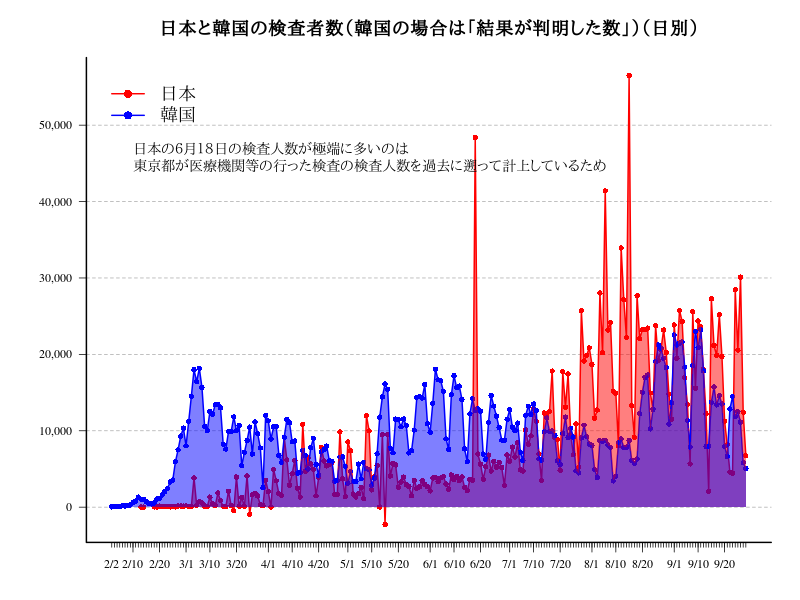 日本と韓国の検査者数（韓国の場合は「結果が判明した数」）（日別）
日本
韓国
日本の6月18日の検査人数が極端に多いのは
東京都が医療機関等の行った検査の検査人数を過去に遡って計上しているため
50,000
40,000
30,000
20,000
10,000
0
2/2 2/10 2/20 3/1 3/10 3/20 4/1 4/10 4/20 5/1 5/10 5/20 6/1 6/10 6/20 7/1 7/10 7/20 8/1 8/10 8/20 9/1 9/10 9/20